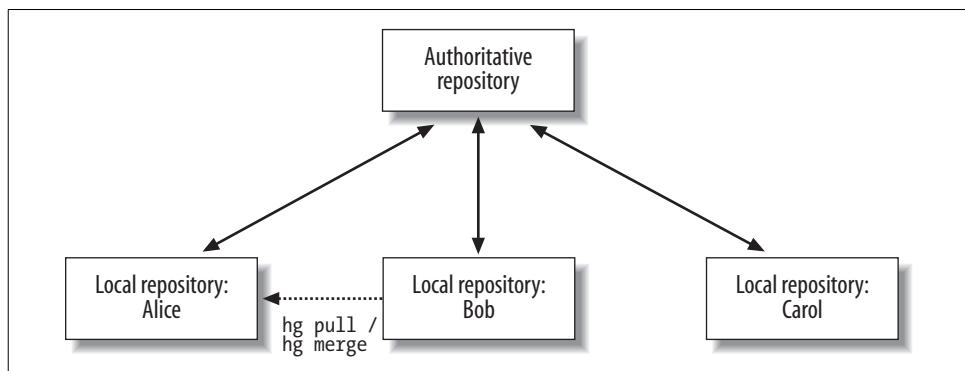 Authoritative
repository
Local repository:
Alice
Local repository:
Bob
Local repository:
Carol
hg pull /
hg merge